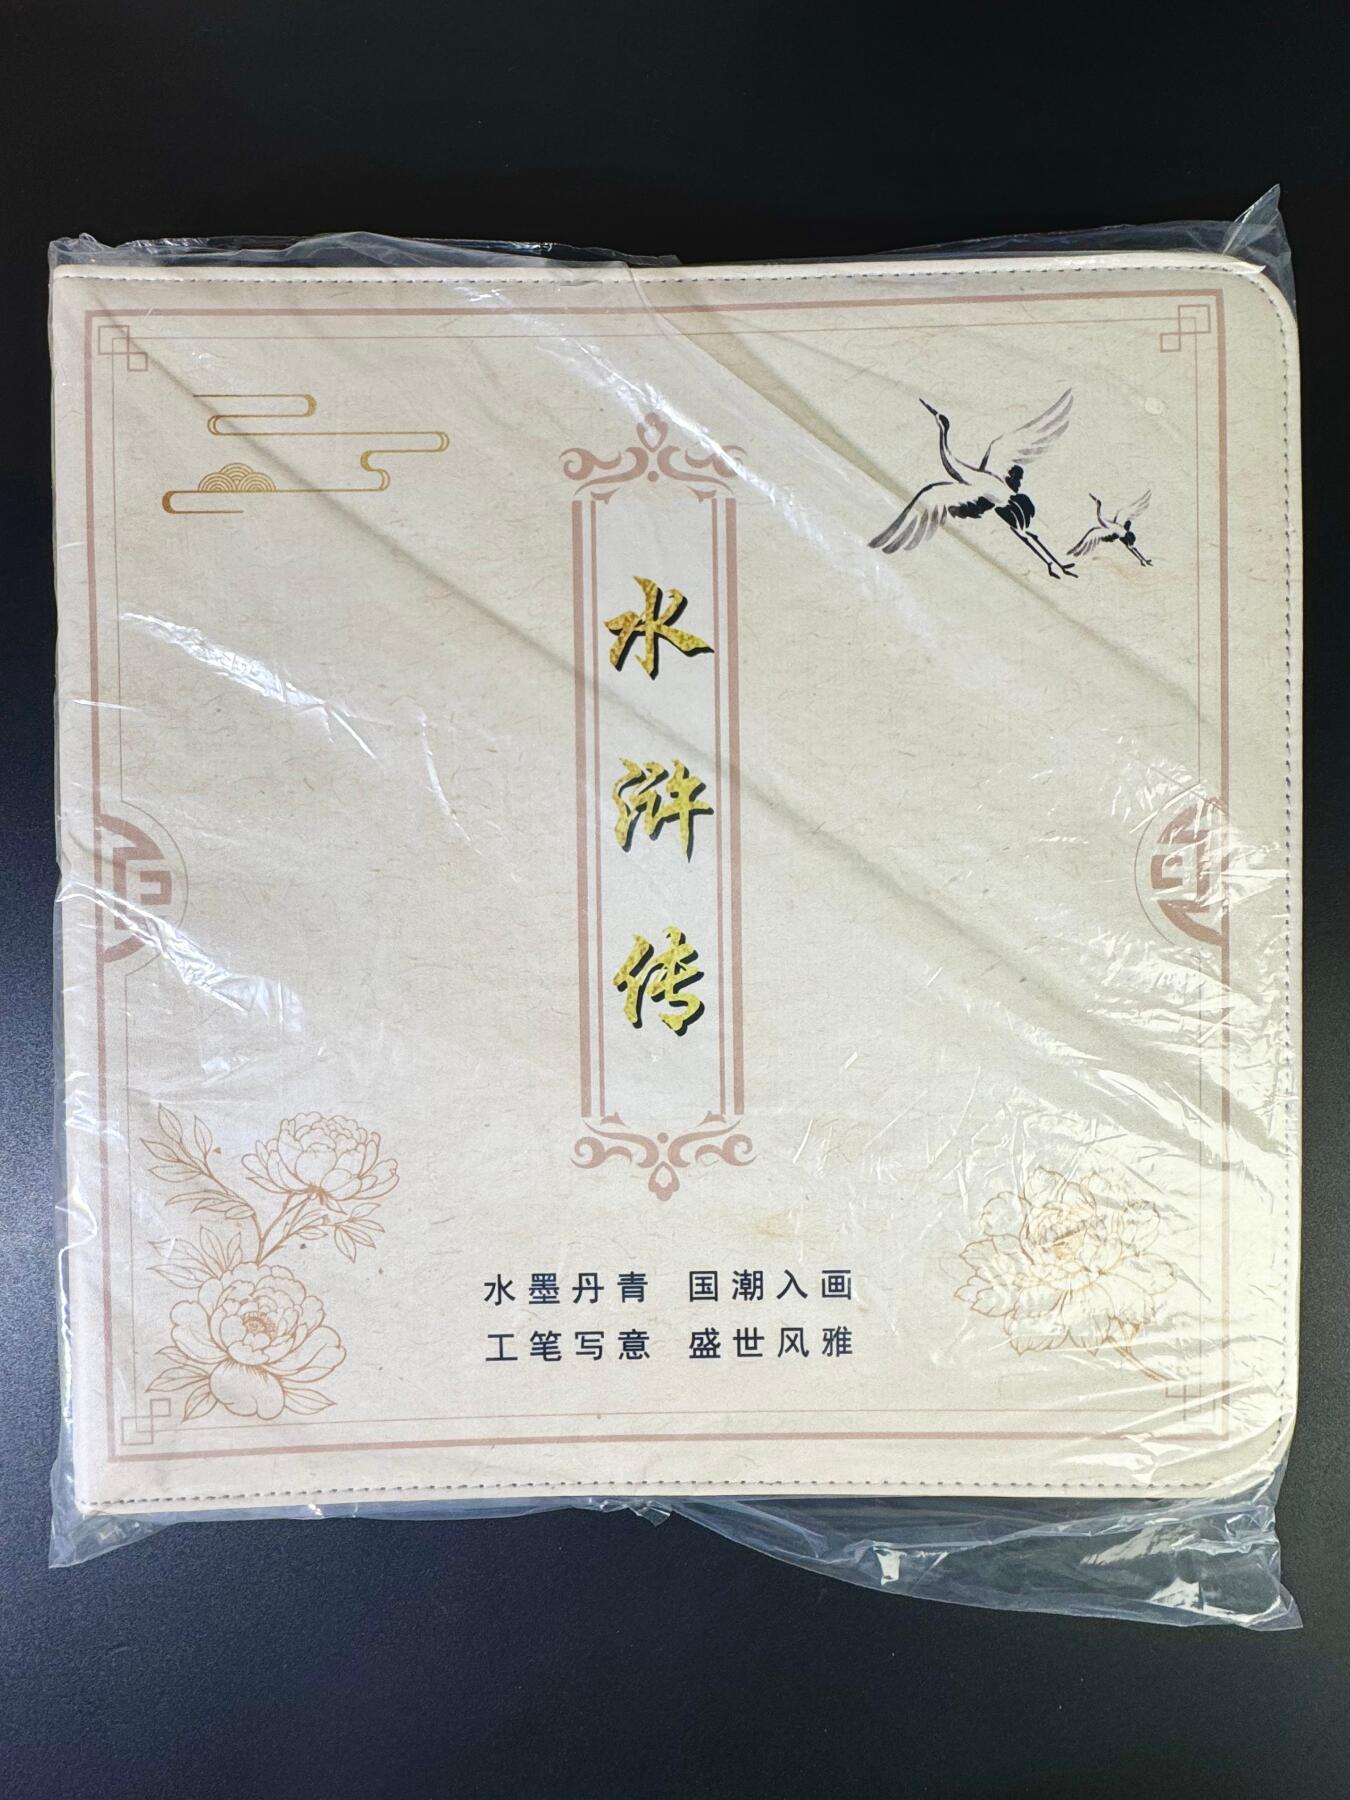 水浒传
水墨丹青 国潮入画
工笔写意 盛世风雅